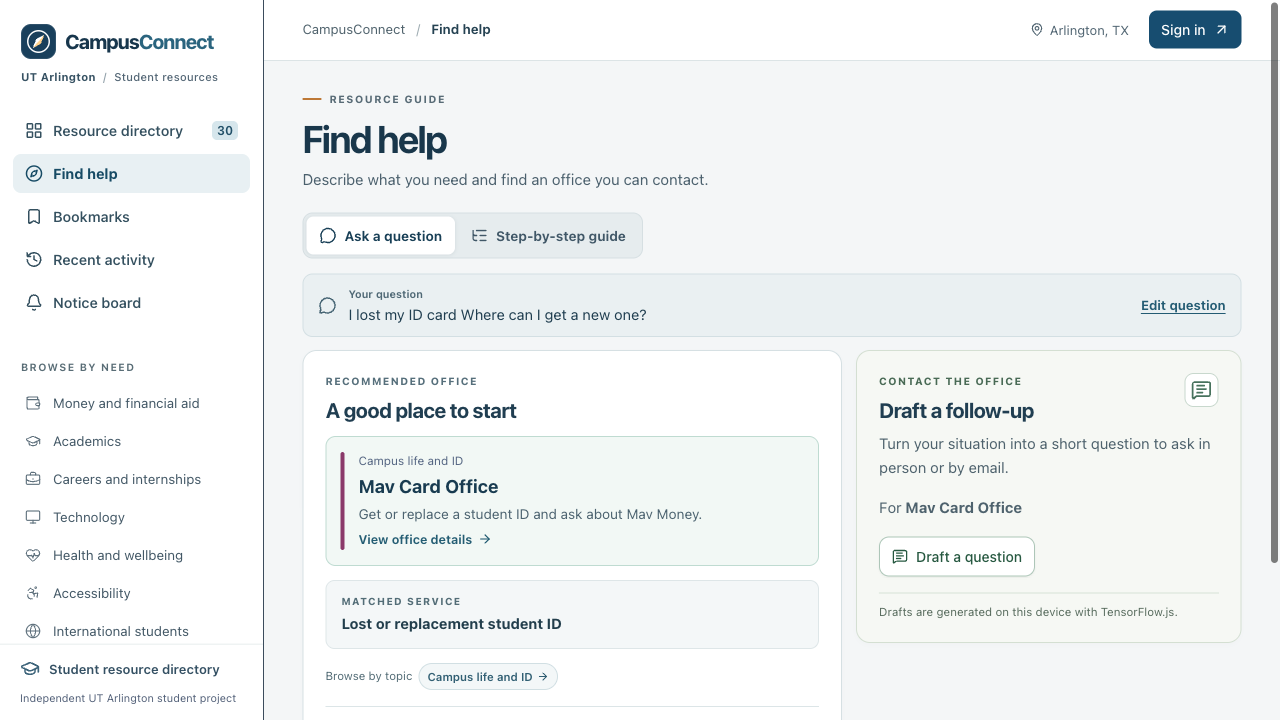 CampusConnect
UT Arlington / Student resources
Resource directory 30
Find help
Bookmarks
Recent activity
Notice board
BROWSE BY NEED
Money and financial aid
Academics
Careers and internships
Technology
Health and wellbeing
Accessibility
International students
Student resource directory
Independent UT Arlington student project
CampusConnect / Find help
Arlington, TX
Sign in
RESOURCE GUIDE
Find help
Describe what you need and find an office you can contact.
Ask a question
Step-by-step guide
Your question
I lost my ID card Where can I get a new one?
Edit question
RECOMMENDED OFFICE
A good place to start
Campus life and ID
Mav Card Office
Get or replace a student ID and ask about Mav Money.
View office details →
MATCHED SERVICE
Lost or replacement student ID
Browse by topic Campus life and ID →
CONTACT THE OFFICE
Draft a follow-up
Turn your situation into a short question to ask in
person or by email.
For Mav Card Office
Draft a question
Drafts are generated on this device with TensorFlow.js.